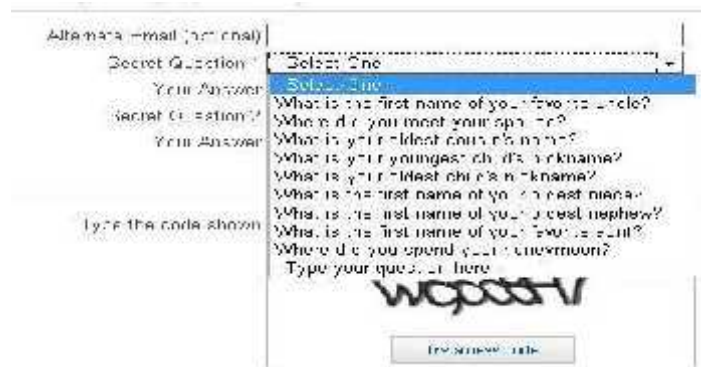 Alternate Email (optional)
Secret Question 1
- Select One -
Your Answer
- Select One -
What is the first name of your favorite uncle?
Where did you meet your spouse?
Secret Question 2
What is your oldest cousin's name?
Your Answer
What is your youngest child's nickname?
What is your oldest child's nickname?
What is the first name of your oldest niece?
What is the first name of your oldest nephew?
Type the code shown
What is the first name of your favorite aunt?
Where did you spend your honeymoon?
- Type your question here -